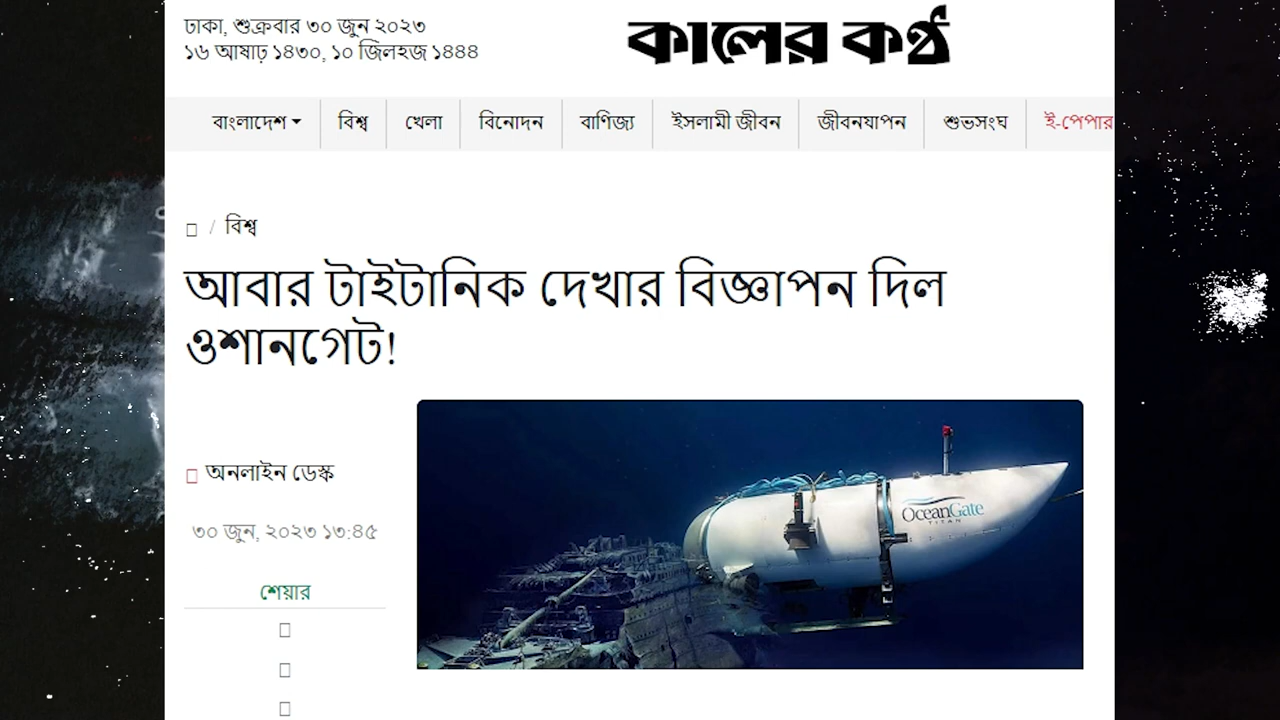 ঢাকা, শুক্রবার ৩০ জুন ২০২৩
১৬ আষাঢ় ১৪৩০, ১০ জিলহজ ১৪৪৪
কালের কণ্ঠ
বাংলাদেশ
বিশ্ব
খেলা
বিনোদন
বাণিজ্য
ইসলামী জীবন
জীবনযাপন
শুভসংঘ
ই-পেপার
/ বিশ্ব
আবার টাইটানিক দেখার বিজ্ঞাপন দিল
ওশানগেট!
অনলাইন ডেস্ক
৩০ জুন, ২০২৩ ১৩:৪৫
শেয়ার
OceanGate
TITAN